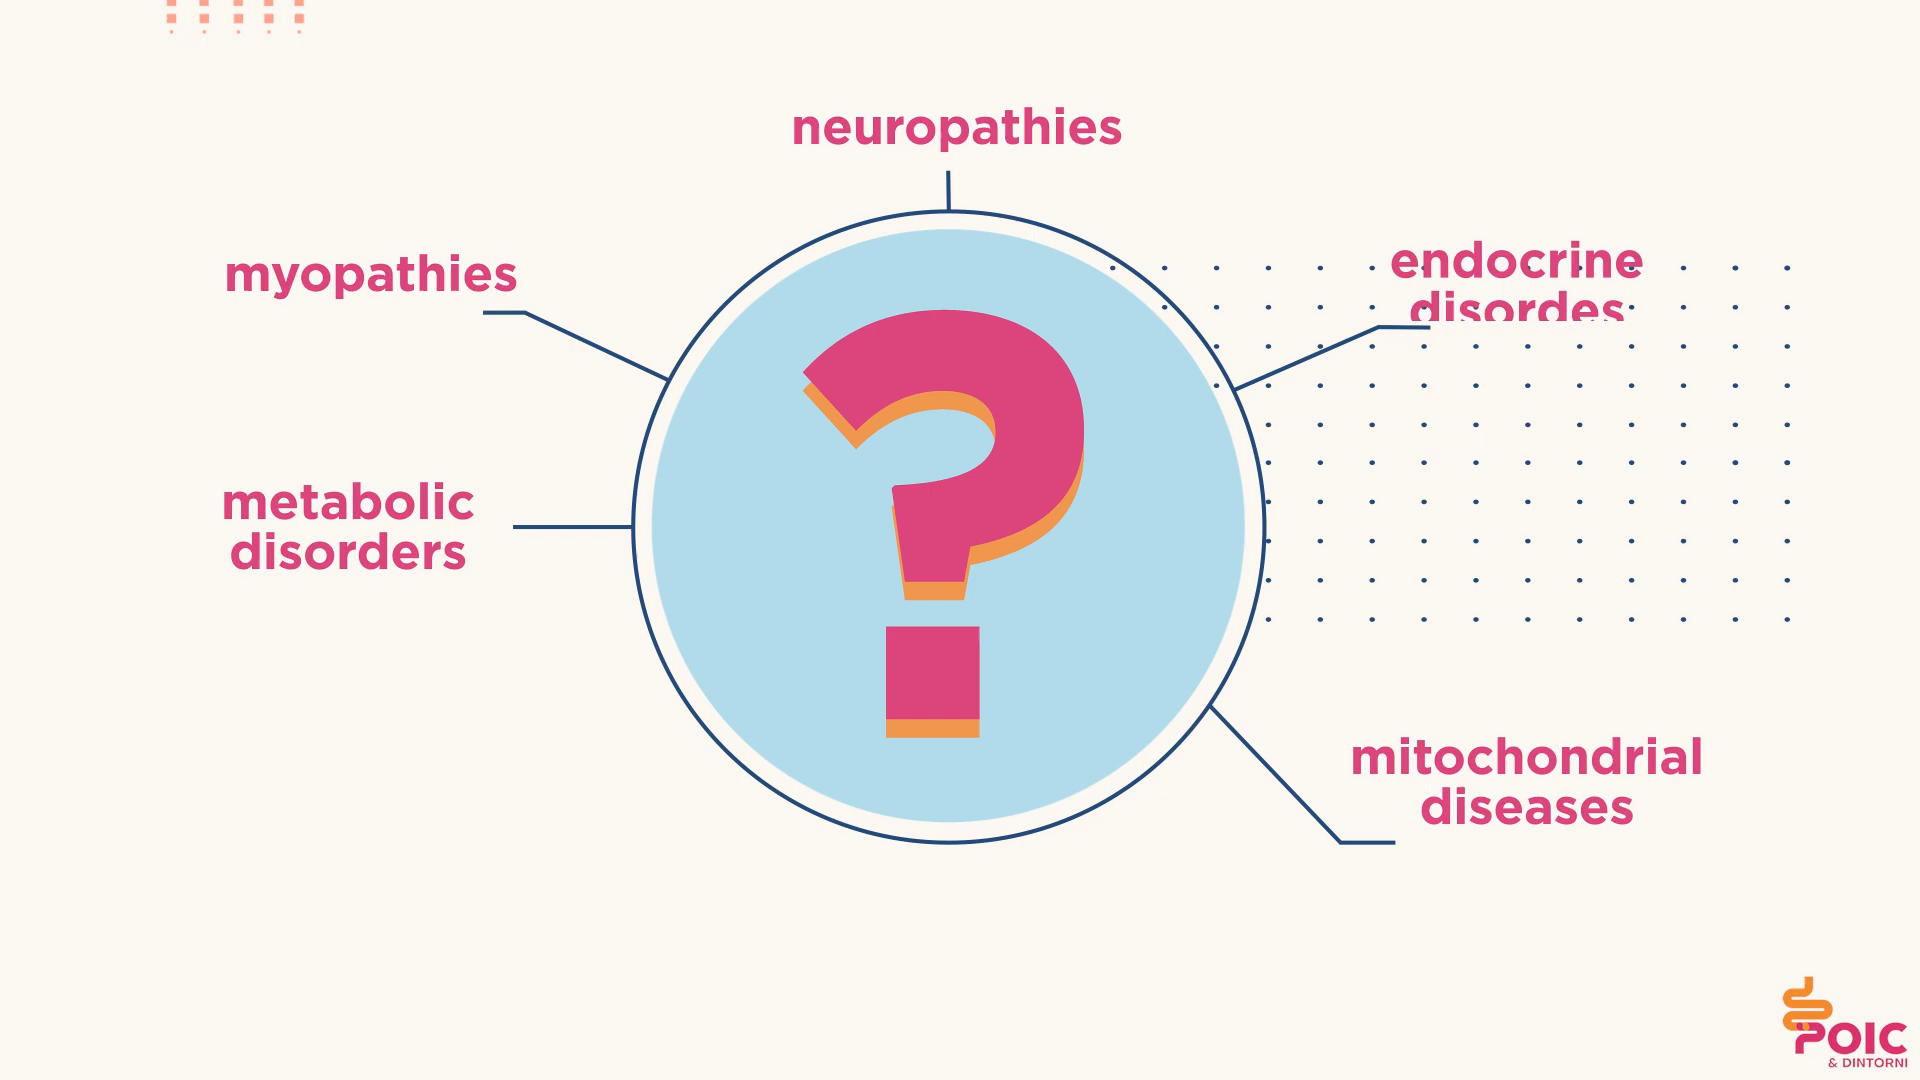 neuropathies
myopathies
endocrine
disordes
metabolic
disorders
mitochondrial
diseases
POIC
& DINTORNI